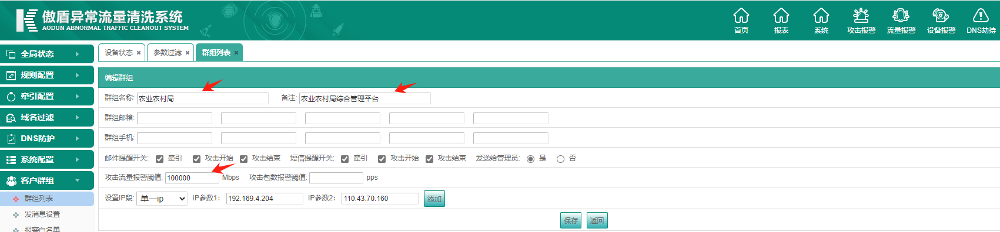 傲盾异常流量清洗系统
AODUN ABNORMAL TRAFFIC CLEANOUT SYSTEM
首页 报表 系统 攻击报警 流量报警 设备报警 DNS劫持
全局状态
规则配置
牵引配置
域名过滤
DNS防护
系统配置
客户群组
群组列表
发消息设置
报警白名单
设备状态 × 参数过滤 × 群组列表 ×
编辑群组
群组名称: 农业农村局 备注: 农业农村局综合管理平台
群组邮箱:
群组手机:
邮件提醒开关: 牵引 攻击开始 攻击结束 短信提醒开关: 牵引 攻击开始 攻击结束 发送给管理员: 是 否
攻击流量报警阈值: 100000 Mbps 攻击包数报警阈值: pps
设置IP段: 单一ip IP参数1: 192.169.4.204 IP参数2: 110.43.70.160 添加
保存 返回